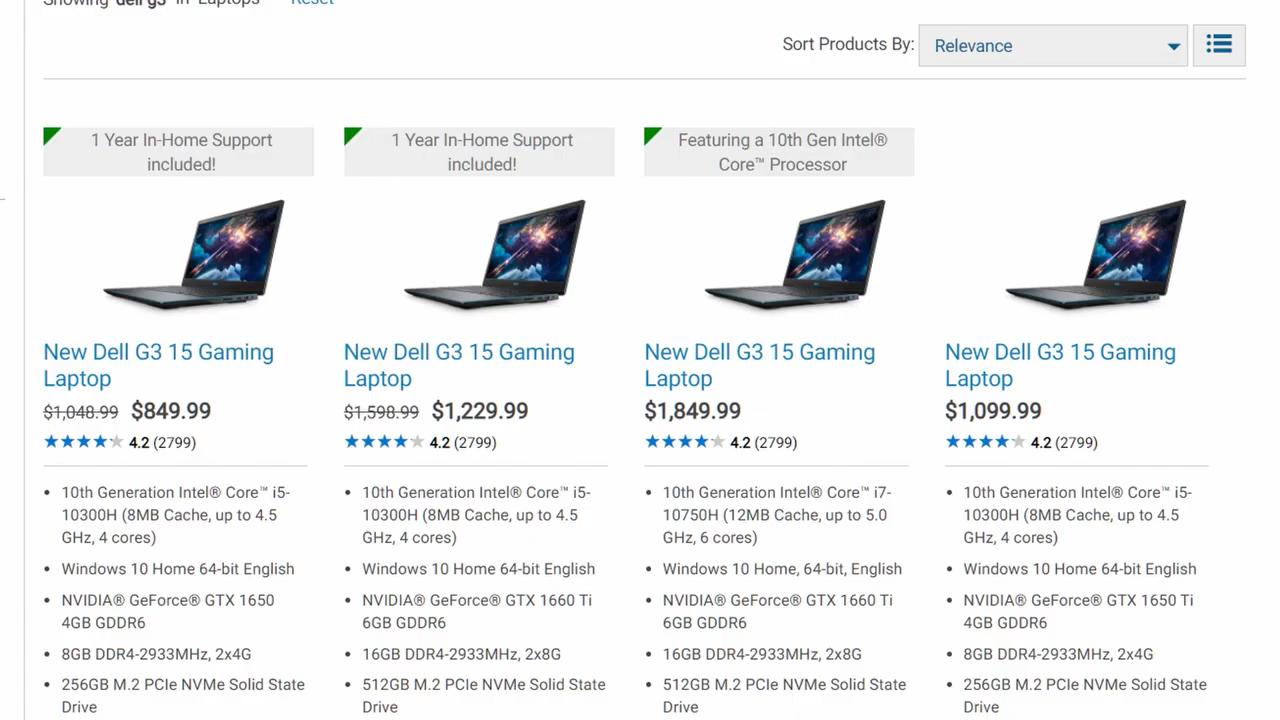 Showing dell g3 in Laptops Reset
Sort Products By: Relevance
1 Year In-Home Support
included!
New Dell G3 15 Gaming
Laptop
$1,048.99 $849.99
4.2 (2799)
10th Generation Intel® Core™ i5-
10300H (8MB Cache, up to 4.5
GHz, 4 cores)
Windows 10 Home 64-bit English
NVIDIA® GeForce® GTX 1650
4GB GDDR6
8GB DDR4-2933MHz, 2x4G
256GB M.2 PCIe NVMe Solid State
Drive
1 Year In-Home Support
included!
New Dell G3 15 Gaming
Laptop
$1,598.99 $1,229.99
4.2 (2799)
10th Generation Intel® Core™ i5-
10300H (8MB Cache, up to 4.5
GHz, 4 cores)
Windows 10 Home 64-bit English
NVIDIA® GeForce® GTX 1660 Ti
6GB GDDR6
16GB DDR4-2933MHz, 2x8G
512GB M.2 PCIe NVMe Solid State
Drive
Featuring a 10th Gen Intel®
Core™ Processor
New Dell G3 15 Gaming
Laptop
$1,849.99
4.2 (2799)
10th Generation Intel® Core™ i7-
10750H (12MB Cache, up to 5.0
GHz, 6 cores)
Windows 10 Home, 64-bit, English
NVIDIA® GeForce® GTX 1660 Ti
6GB GDDR6
16GB DDR4-2933MHz, 2x8G
512GB M.2 PCIe NVMe Solid State
Drive
New Dell G3 15 Gaming
Laptop
$1,099.99
4.2 (2799)
10th Generation Intel® Core™ i5-
10300H (8MB Cache, up to 4.5
GHz, 4 cores)
Windows 10 Home 64-bit English
NVIDIA® GeForce® GTX 1650 Ti
4GB GDDR6
8GB DDR4-2933MHz, 2x4G
256GB M.2 PCIe NVMe Solid State
Drive